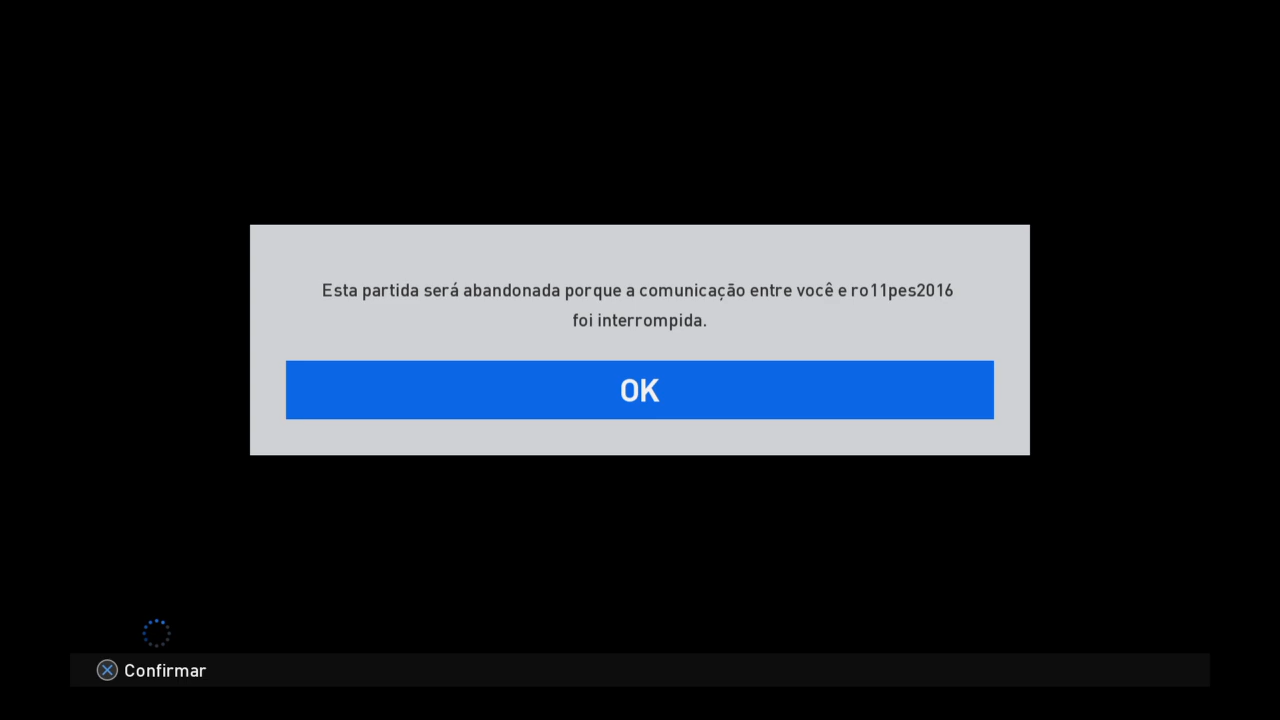 Esta partida será abandonada porque a comunicação entre você e ro11pes2016
foi interrompida.
OK
Confirmar